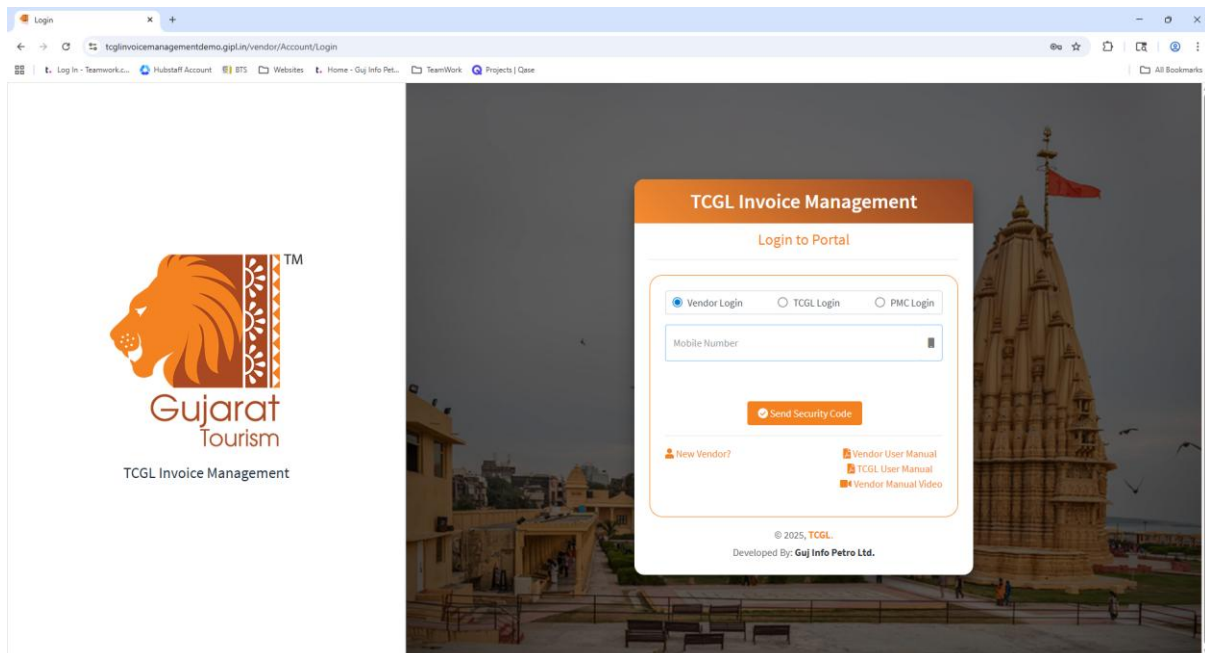 Login
tcglinvoicemanagementdemo.gipl.in/vendor/Account/Login
t. Log In - Teamwork.c... Hubstaff Account BTS Websites t. Home - Guj Info Pet... TeamWork Projects | Qase All Bookmarks
TM
Gujarat
Tourism
TCGL Invoice Management
TCGL Invoice Management
Login to Portal
Vendor Login TCGL Login PMC Login
Mobile Number
Send Security Code
New Vendor? Vendor User Manual
TCGL User Manual
Vendor Manual Video
© 2025, TCGL.
Developed By: Guj Info Petro Ltd.